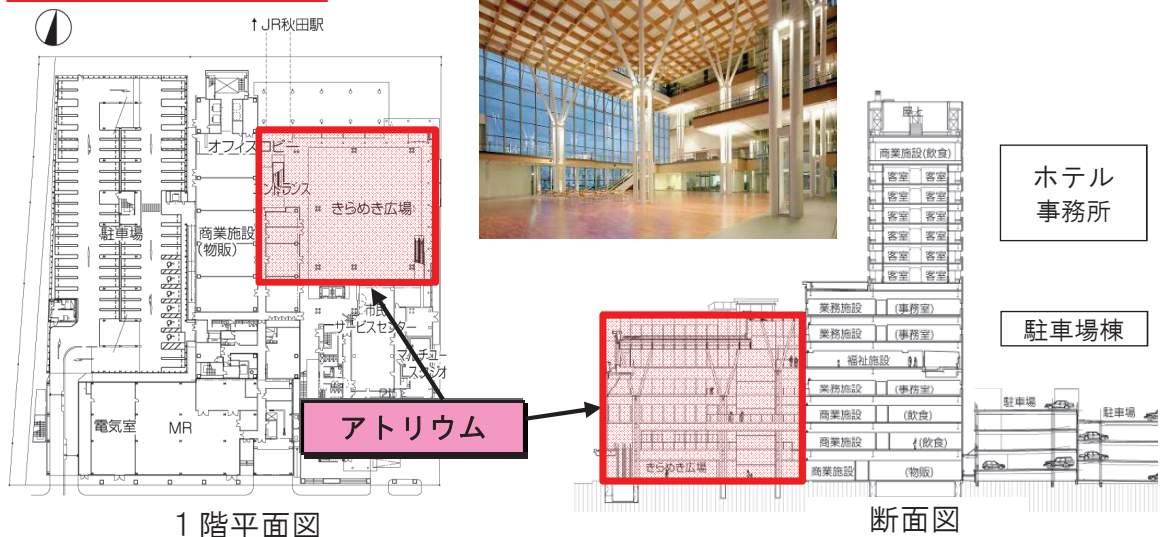 ↑JR秋田駅
オフィスロビー
エントランス
きらめき広場
駐車場
商業施設
(物販)
市民
サービスセンター
マルチユース
スタジオ
電気室
MR
アトリウム
1階平面図
屋上
商業施設(飲食)
客室 客室
客室 客室
客室 客室
客室 客室
客室 客室
業務施設 (事務室)
業務施設 (事務室)
福祉施設
業務施設 (事務室)
商業施設 (飲食)
商業施設 (飲食)
商業施設 (物販)
きらめき広場
駐車場
駐車場
断面図
ホテル
事務所
駐車場棟